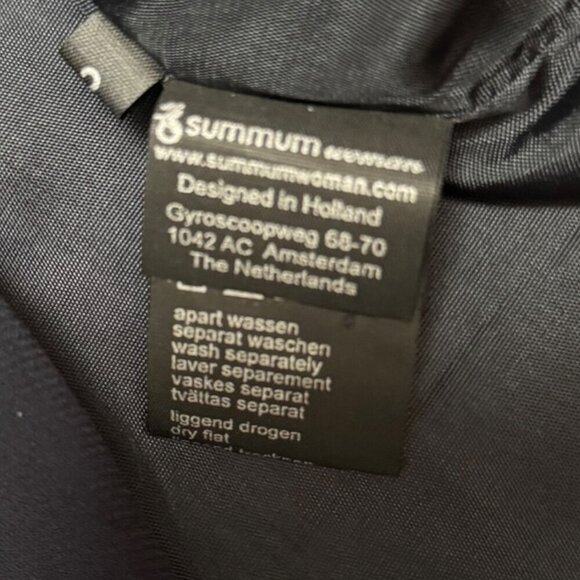 summum woman
www.summumwoman.com
Designed in Holland
Gyroscoopweg 68-70
1042 AC Amsterdam
The Netherlands
apart wassen
separat waschen
wash separately
laver separement
vaskes separat
tvättas separat
liggend drogen
dry flat